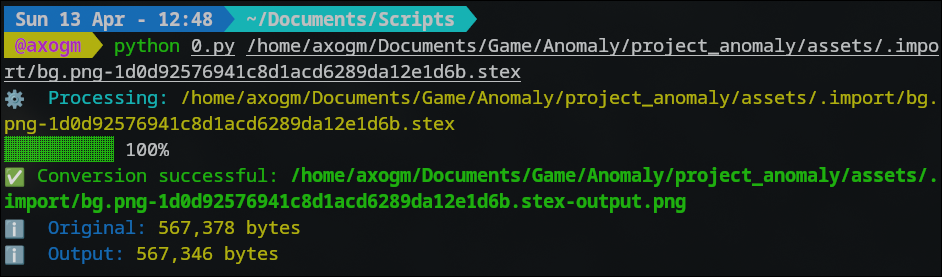 Sun 13 Apr - 12:48 ~/Documents/Scripts
@axogm python 0.py /home/axogm/Documents/Game/Anomaly/project_anomaly/assets/.impo
rt/bg.png-1d0d92576941c8d1acd6289da12e1d6b.stex
⚙️ Processing: /home/axogm/Documents/Game/Anomaly/project_anomaly/assets/.import/bg.
png-1d0d92576941c8d1acd6289da12e1d6b.stex
100%
✅ Conversion successful: /home/axogm/Documents/Game/Anomaly/project_anomaly/assets/.
import/bg.png-1d0d92576941c8d1acd6289da12e1d6b.stex-output.png
ℹ️ Original: 567,378 bytes
ℹ️ Output: 567,346 bytes